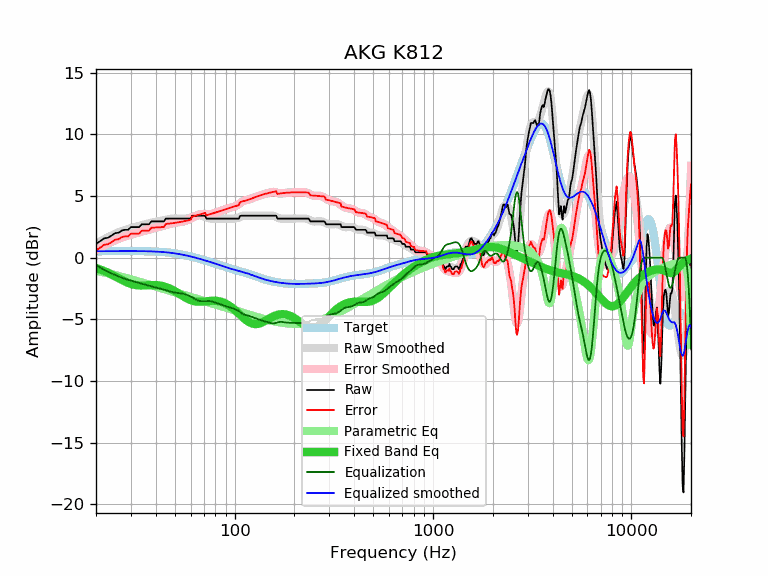 AKG K812
15
10
5
0
−5
−10
−15
−20
Amplitude (dBr)
Target
Raw Smoothed
Error Smoothed
Raw
Error
Parametric Eq
Fixed Band Eq
Equalization
Equalized smoothed
100 1000 10000
Frequency (Hz)